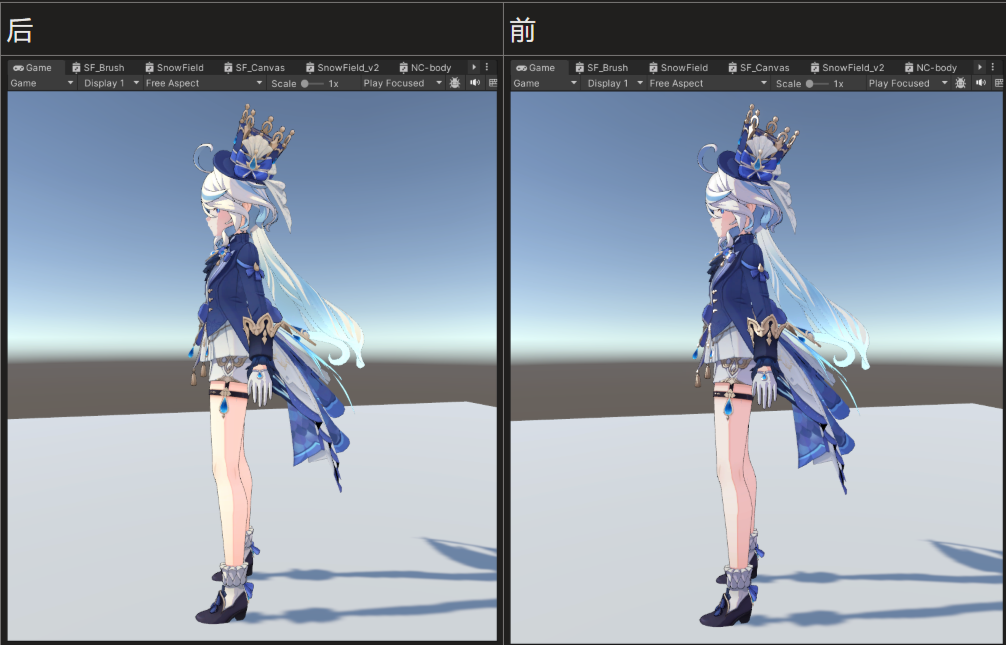 后
前
Game SF_Brush SnowField SF_Canvas SnowField_v2 NC-body
Game Display 1 Free Aspect Scale 1x Play Focused
Game SF_Brush SnowField SF_Canvas SnowField_v2 NC-body
Game Display 1 Free Aspect Scale 1x Play Focused